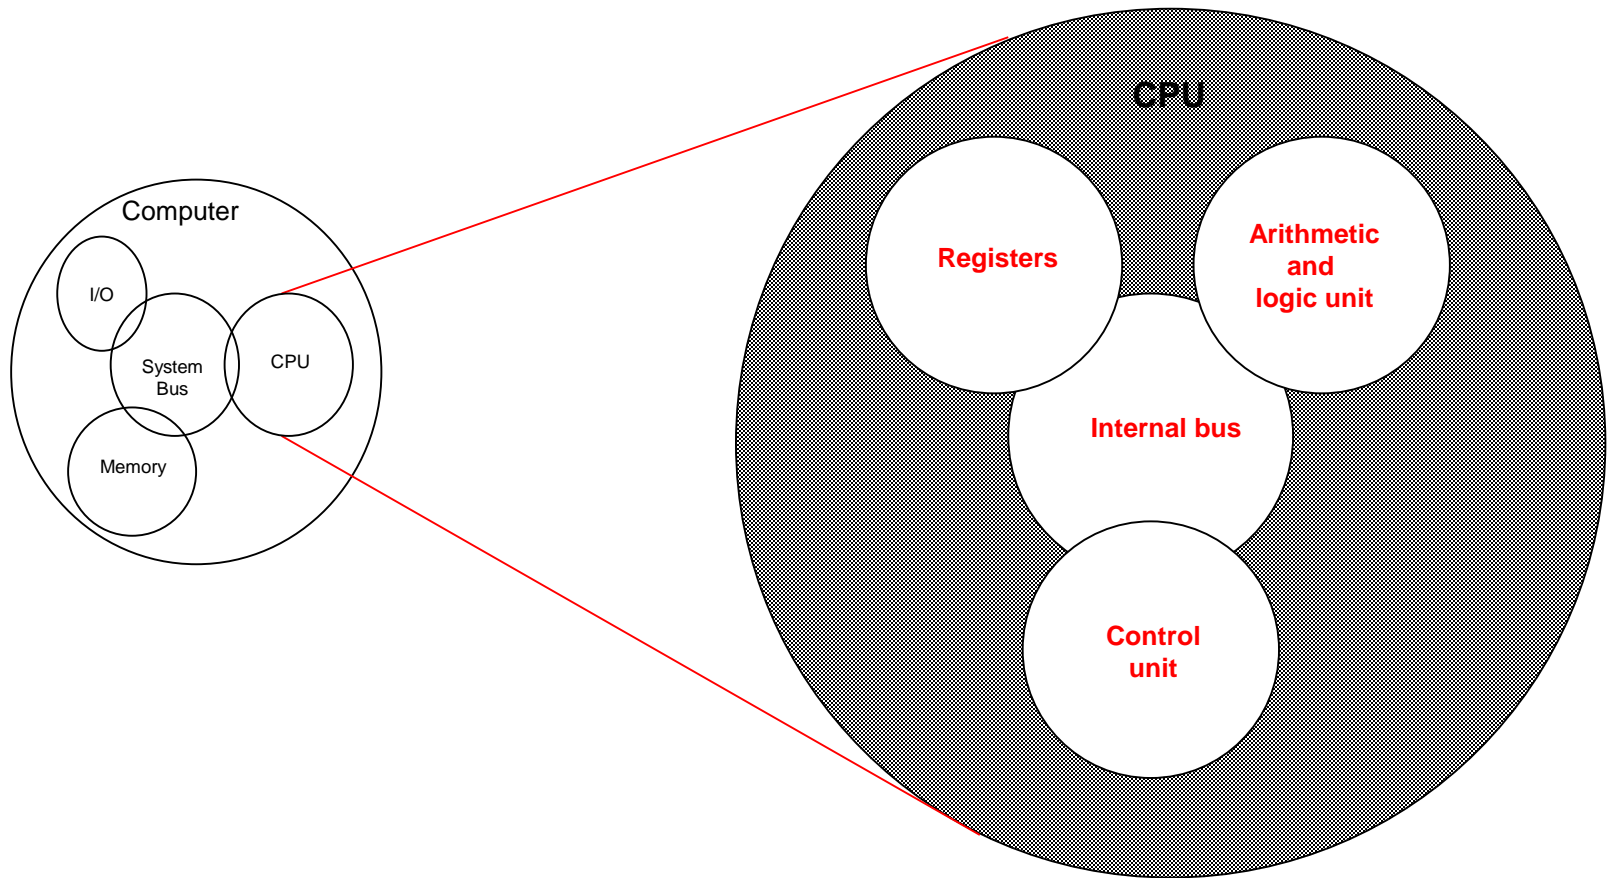 Computer
I/O
System
Bus
CPU
Memory
CPU
Registers
Arithmetic
and
logic unit
Internal bus
Control
unit